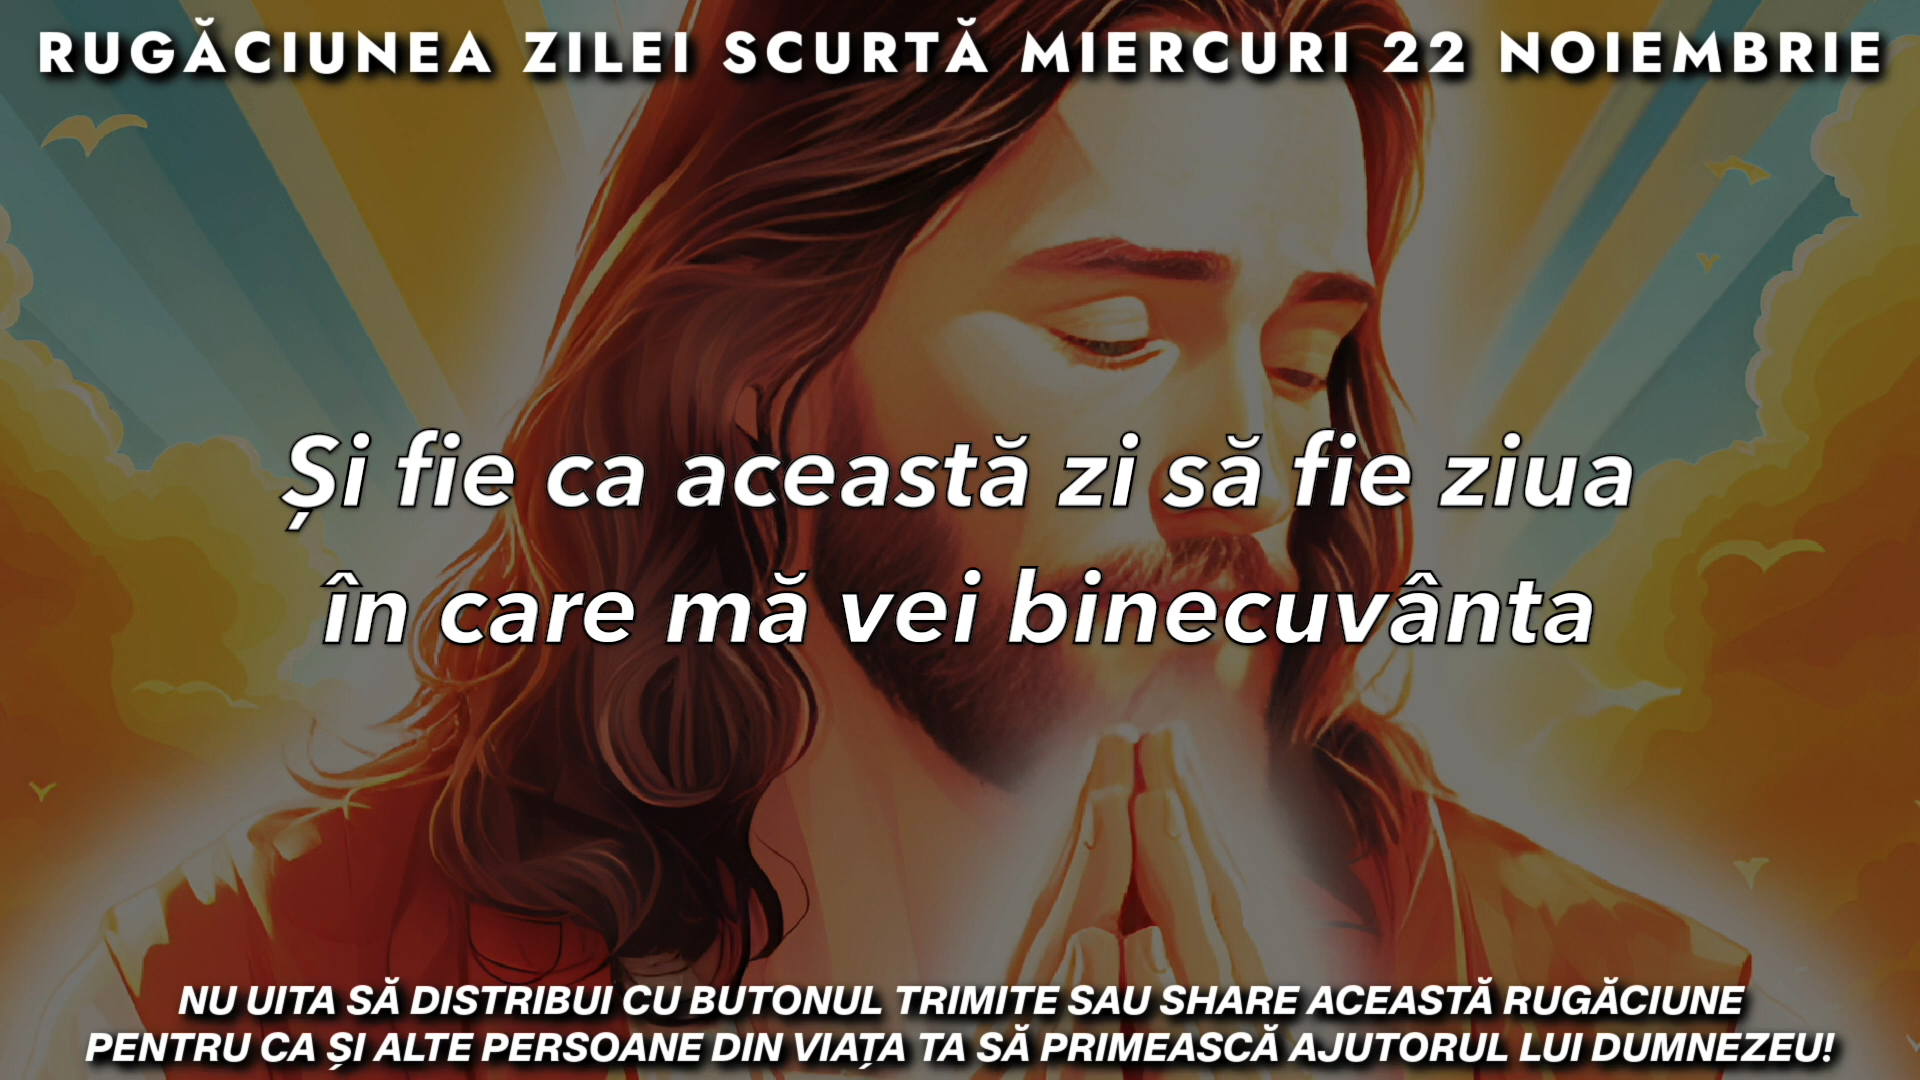 RUGĂCIUNEA ZILEI SCURTĂ MIERCURI 22 NOIEMBRIE
Și fie ca această zi să fie ziua
în care mă vei binecuvânta
NU UITA SĂ DISTRIBUI CU BUTONUL TRIMITE SAU SHARE ACEASTĂ RUGĂCIUNE
PENTRU CA ȘI ALTE PERSOANE DIN VIAȚA TA SĂ PRIMEASCĂ AJUTORUL LUI DUMNEZEU!